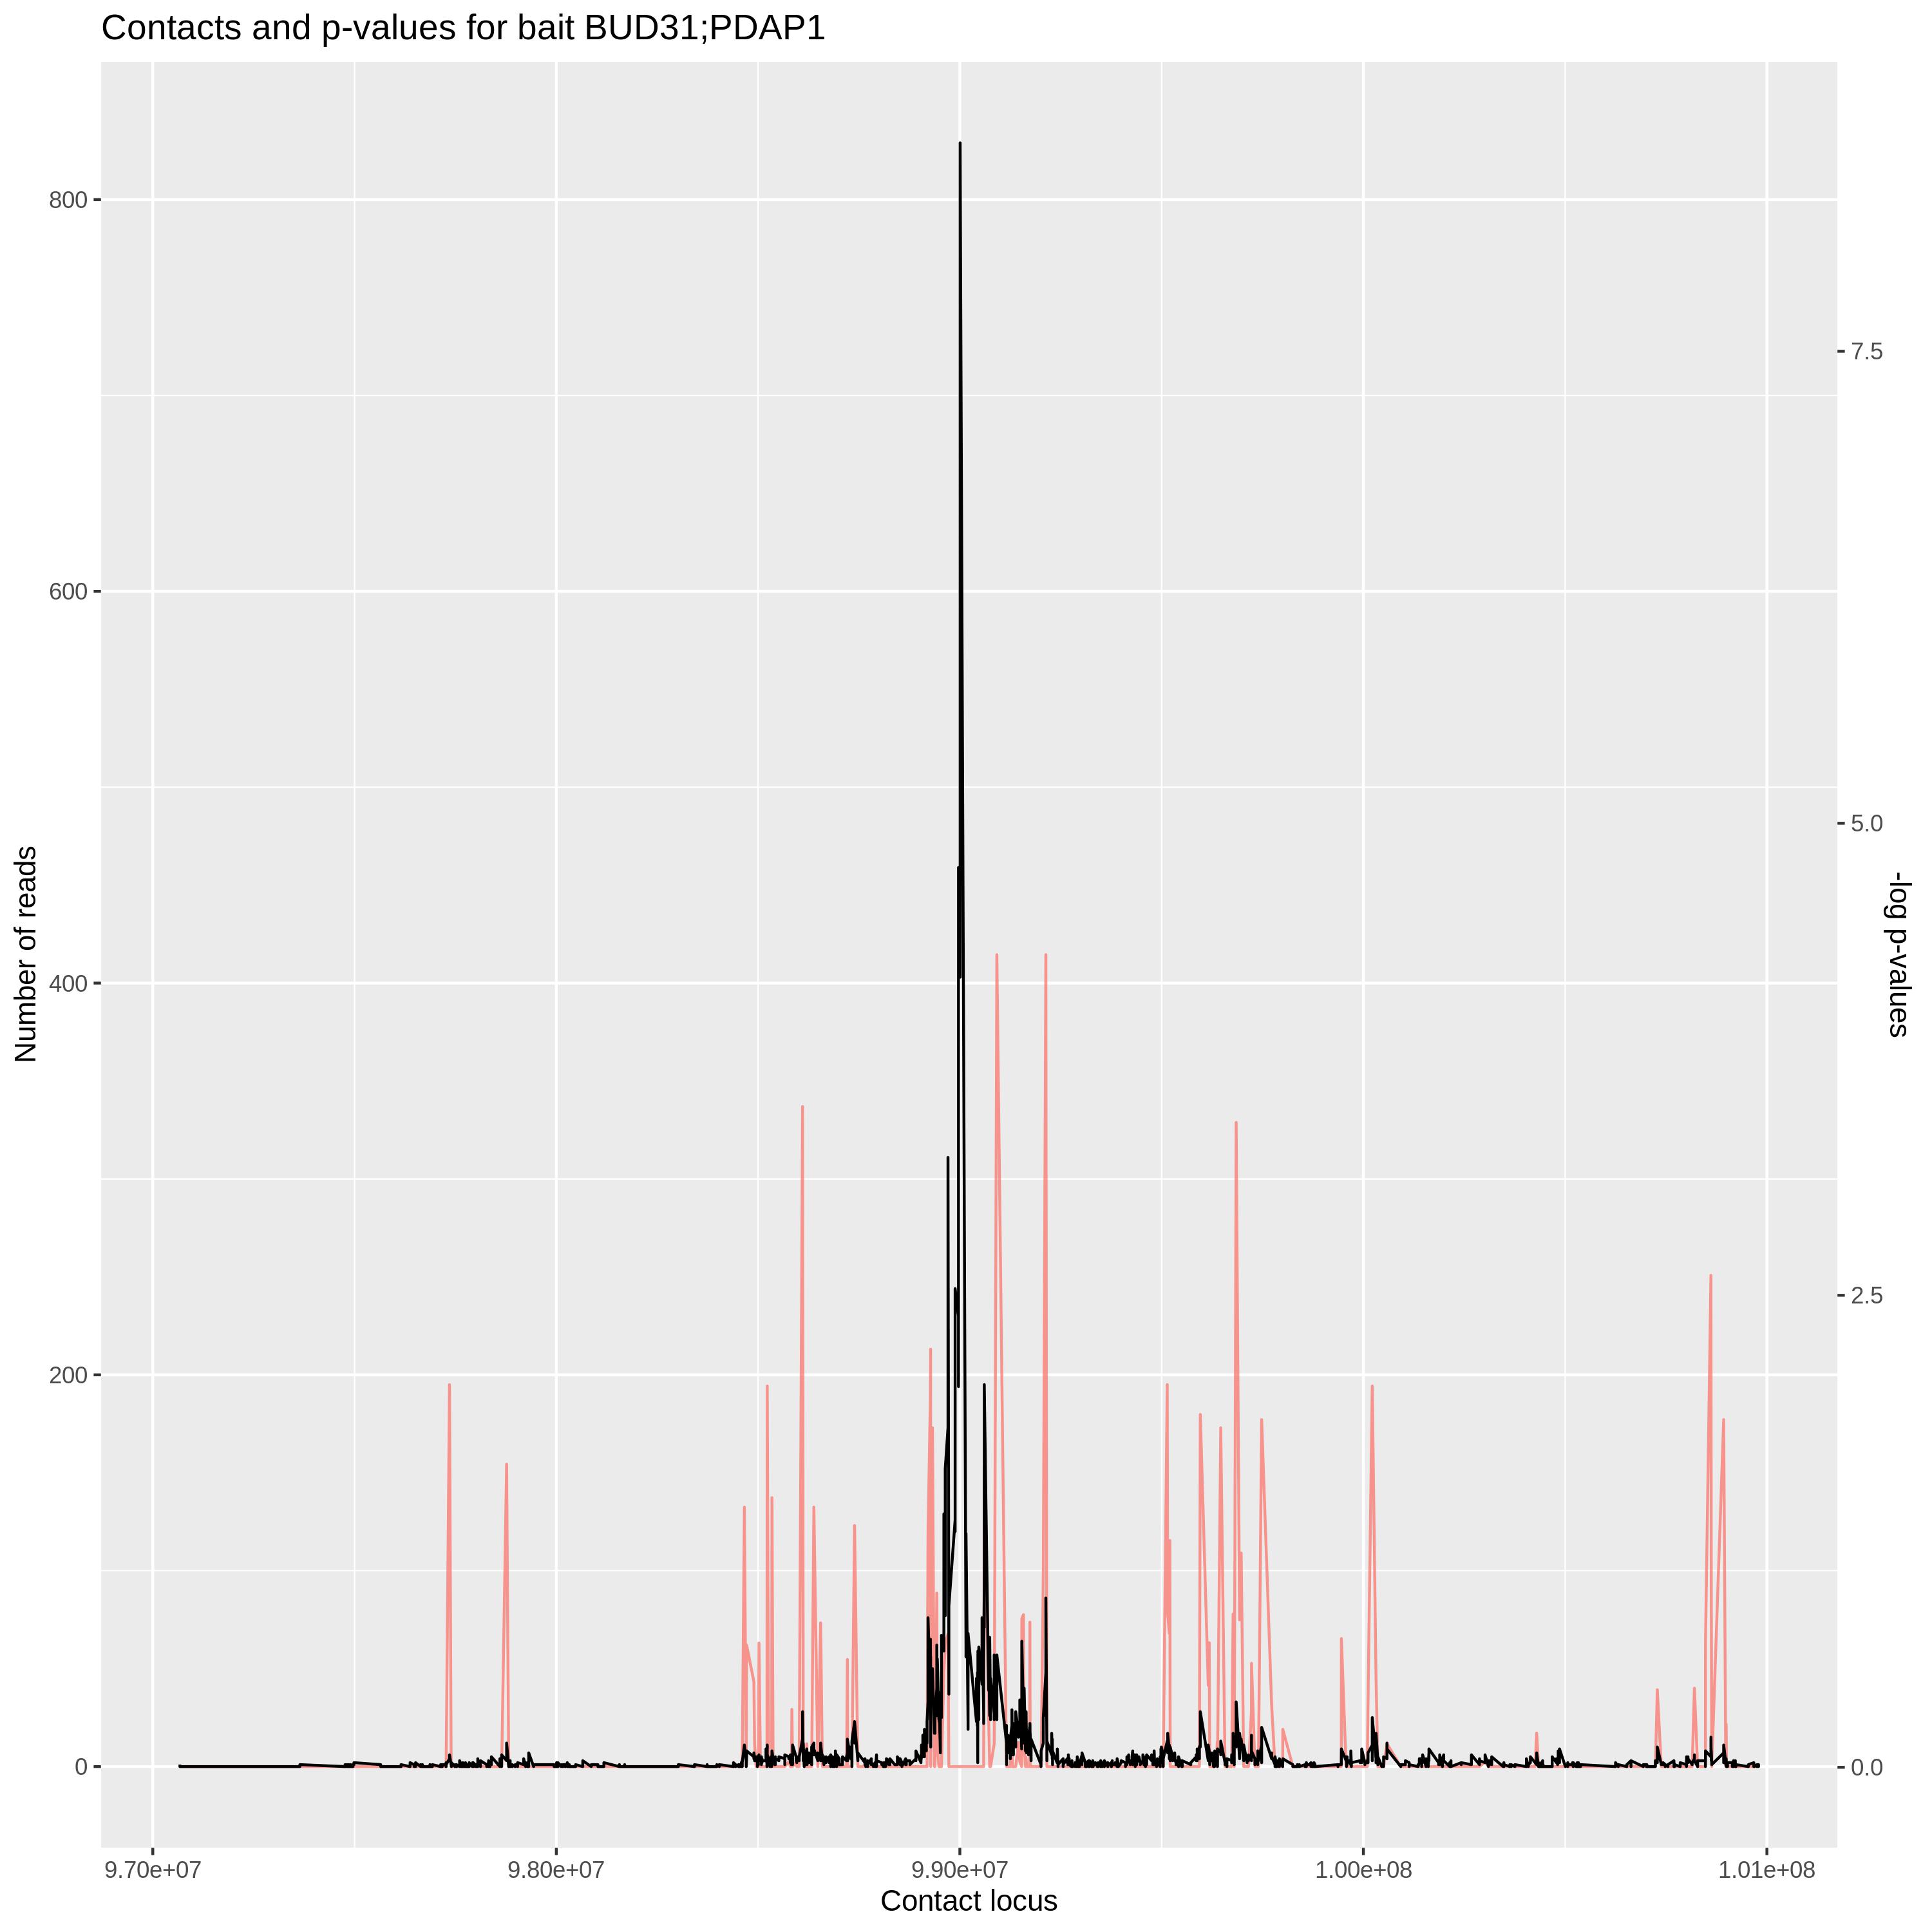 Contacts and p-values for bait BUD31;PDAP1
800
600
400
200
0
Number of reads
7.5
5.0
2.5
0.0
-log p-values
9.70e+07
9.80e+07
9.90e+07
1.00e+08
1.01e+08
Contact locus